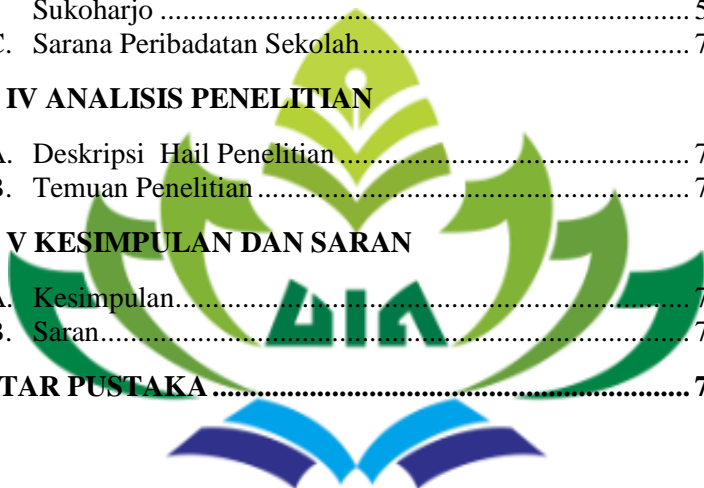 Sukoharjo ................................................................ 5
C. Sarana Peribadatan Sekolah ....................................... 7
IV ANALISIS PENELITIAN
A. Deskripsi Hail Penelitian .......................................... 7
B. Temuan Penelitian .................................................... 7
V KESIMPULAN DAN SARAN
A. Kesimpulan .............................................................. 7
B. Saran ....................................................................... 7
TAR PUSTAKA .......................................................... 7
UIN